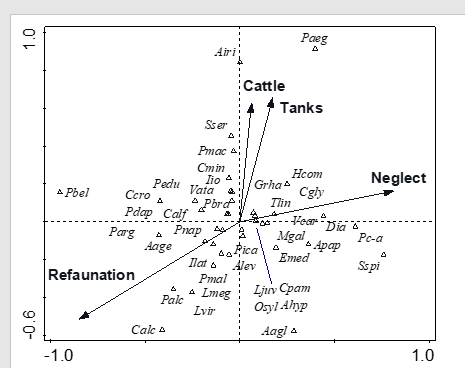 1.0
Paeg
Airi
Cattle
Tanks
Sser
Pmac
Cmin
Iio
Hcom
Grha
Cgly
Neglect
Pbel
Pedu
Vata
Ccro
Pbra
Tlin
Pdap
Calf
Vcar
Dia
Parg
Pnap
Mgal
Pc-a
Aage
Pica
Apap
Emed
Sspi
Ilat
Alev
Refaunation
Pmal
Palc
Lmeg
Ljuv
Cpam
Lvir
Osyl
Ahyp
Calc
Aagl
-0.6
-1.0
1.0